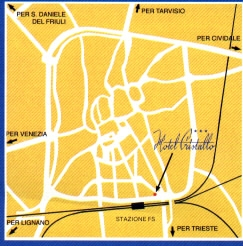 PER S. DANIELE
DEL FRIULI
PER TARVISIO
PER CIVIDALE
PER VENEZIA
Hotel Cristallo
PER LIGNANO
STAZIONE FS
PER TRIESTE